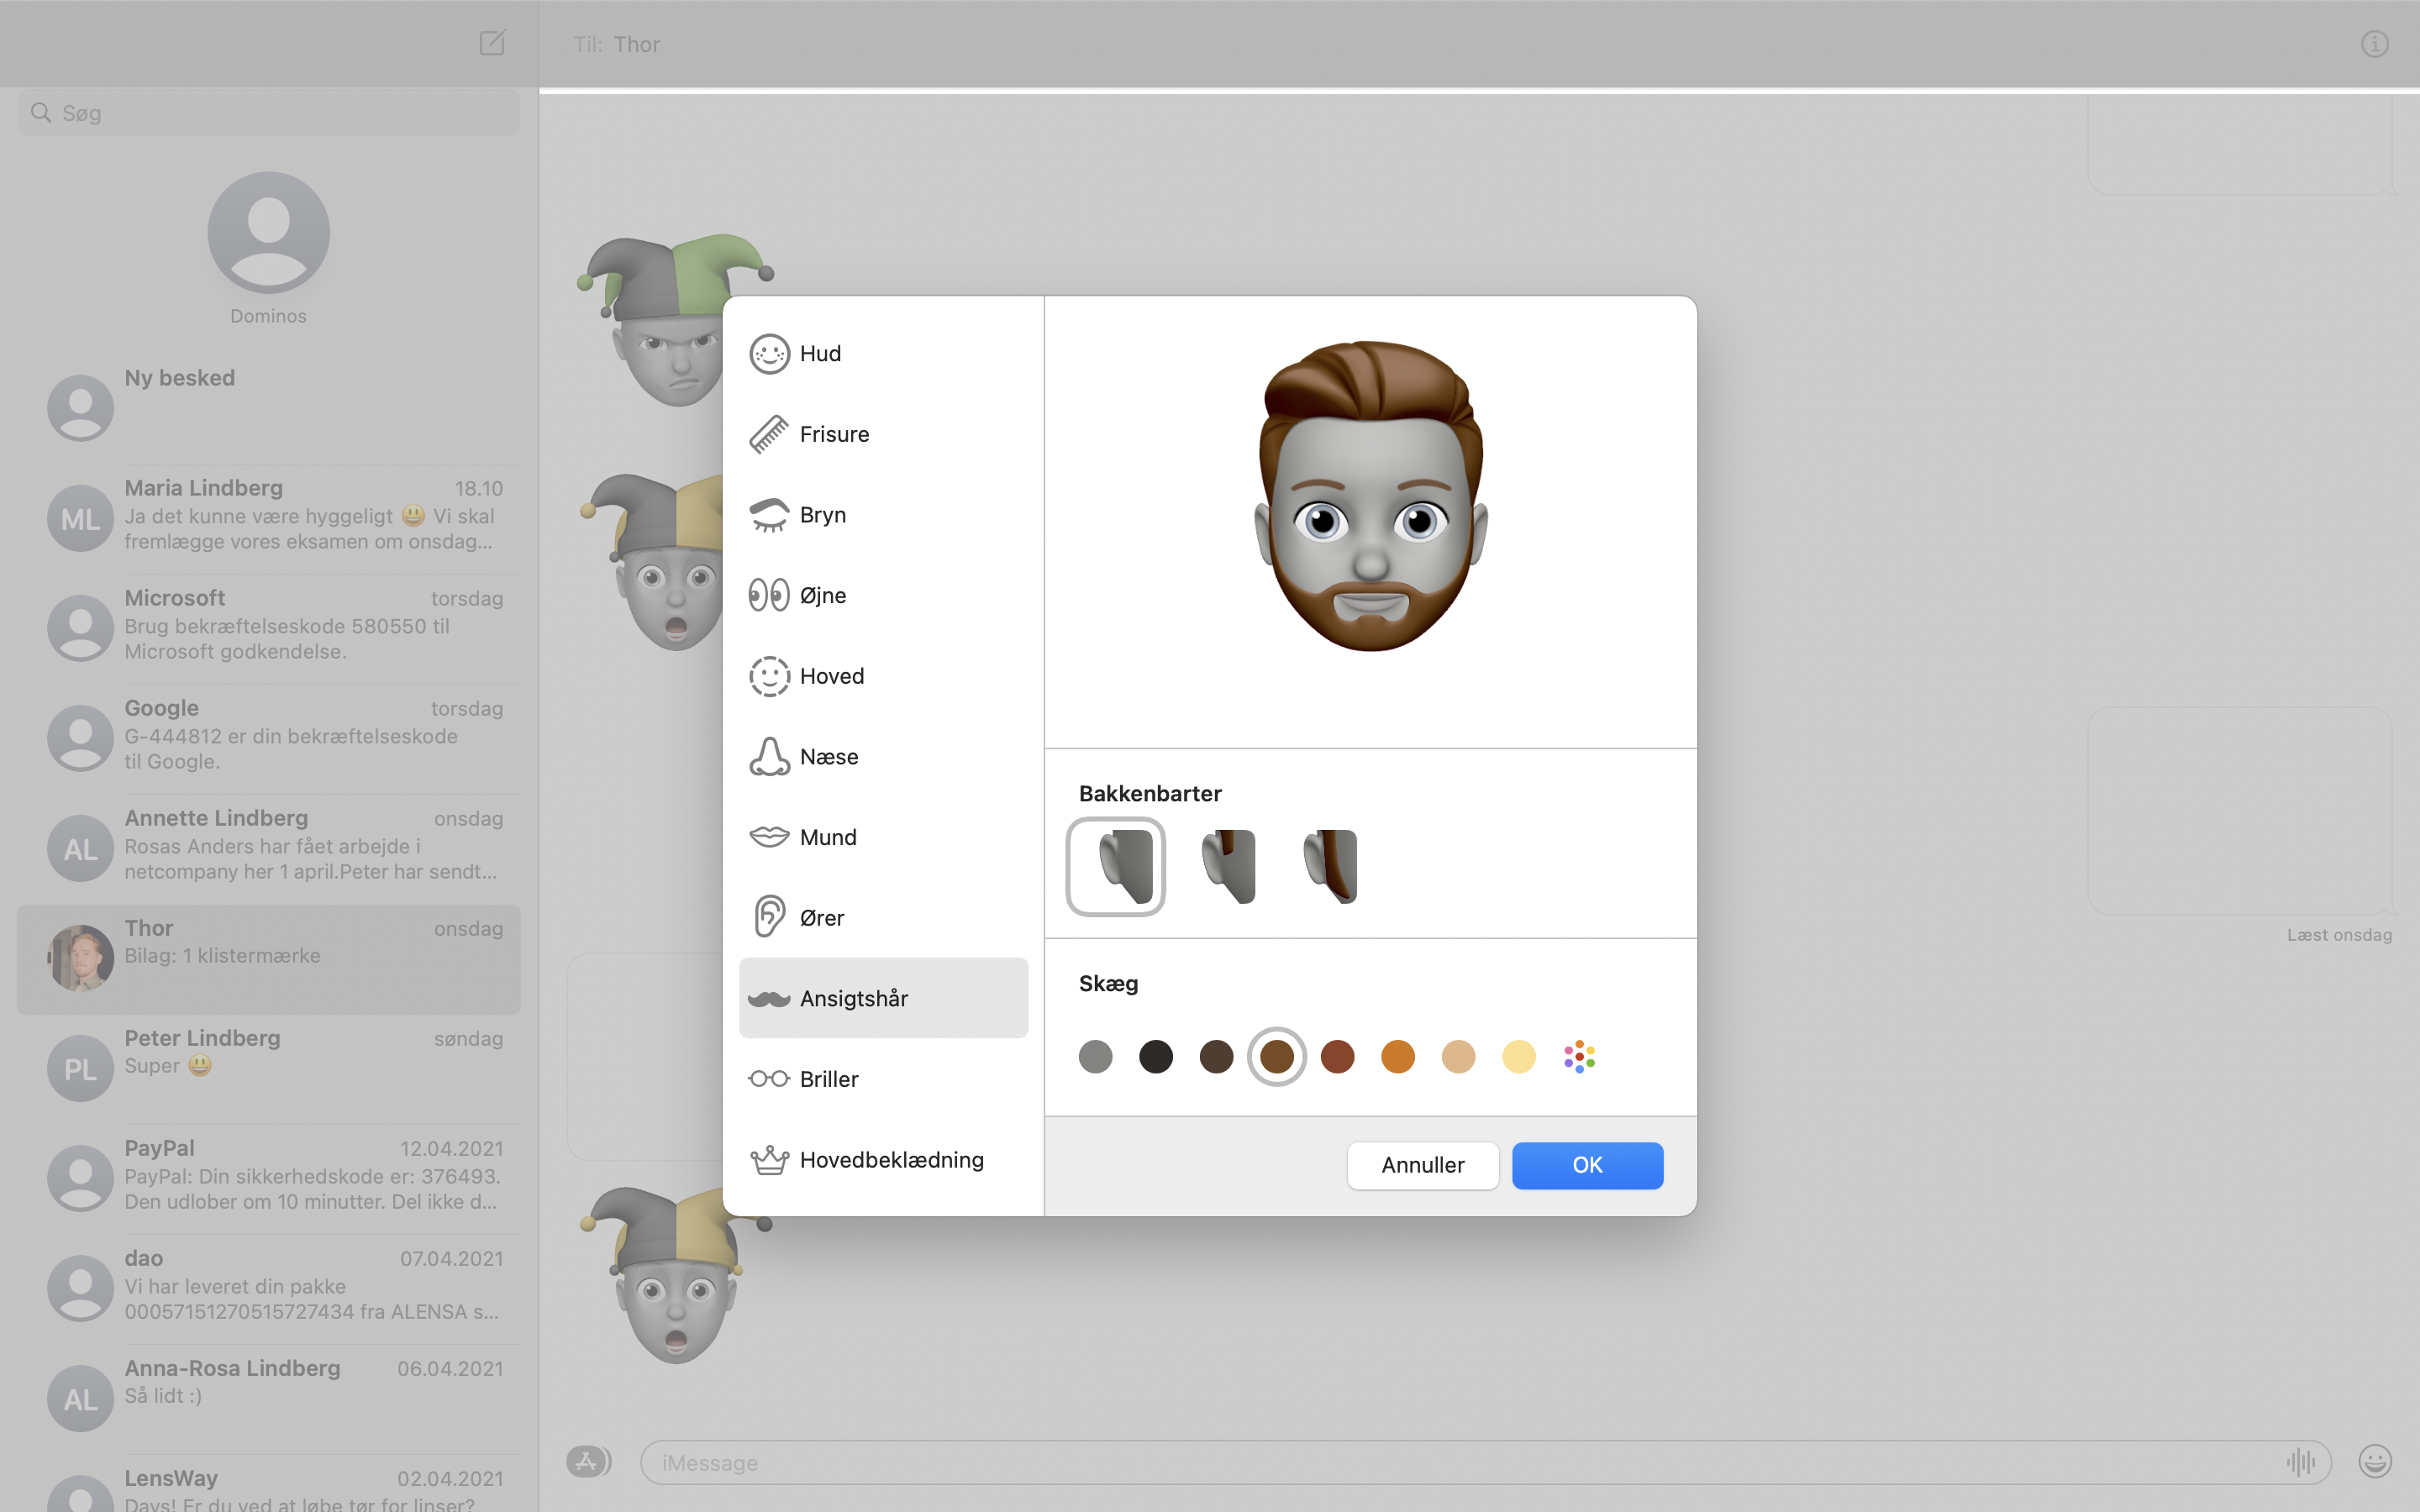 Til: Thor
Søg
Dominos
Ny besked
ML
Maria Lindberg 18.10
Ja det kunne være hyggeligt 😃 Vi skal
fremlægge vores eksamen om onsdag...
Microsoft torsdag
Brug bekræftelseskode 580550 til
Microsoft godkendelse.
Google torsdag
G-444812 er din bekræftelseskode
til Google.
AL
Annette Lindberg onsdag
Rosas Anders har fået arbejde i
netcompany her 1 april.Peter har sendt...
Thor onsdag
Bilag: 1 klistermærke
PL
Peter Lindberg søndag
Super 😃
PayPal 12.04.2021
PayPal: Din sikkerhedskode er: 376493.
Den udlober om 10 minutter. Del ikke d...
dao 07.04.2021
Vi har leveret din pakke
00057151270515727434 fra ALENSA s...
AL
Anna-Rosa Lindberg 06.04.2021
Så lidt :)
LensWay 02.04.2021
Days! Er du ved at løbe tør for linser?
Hud
Frisure
Bryn
Øjne
Hoved
Næse
Mund
Ører
Ansigtshår
Briller
Hovedbeklædning
Bakkenbarter
Skæg
Annuller
OK
Læst onsdag
iMessage